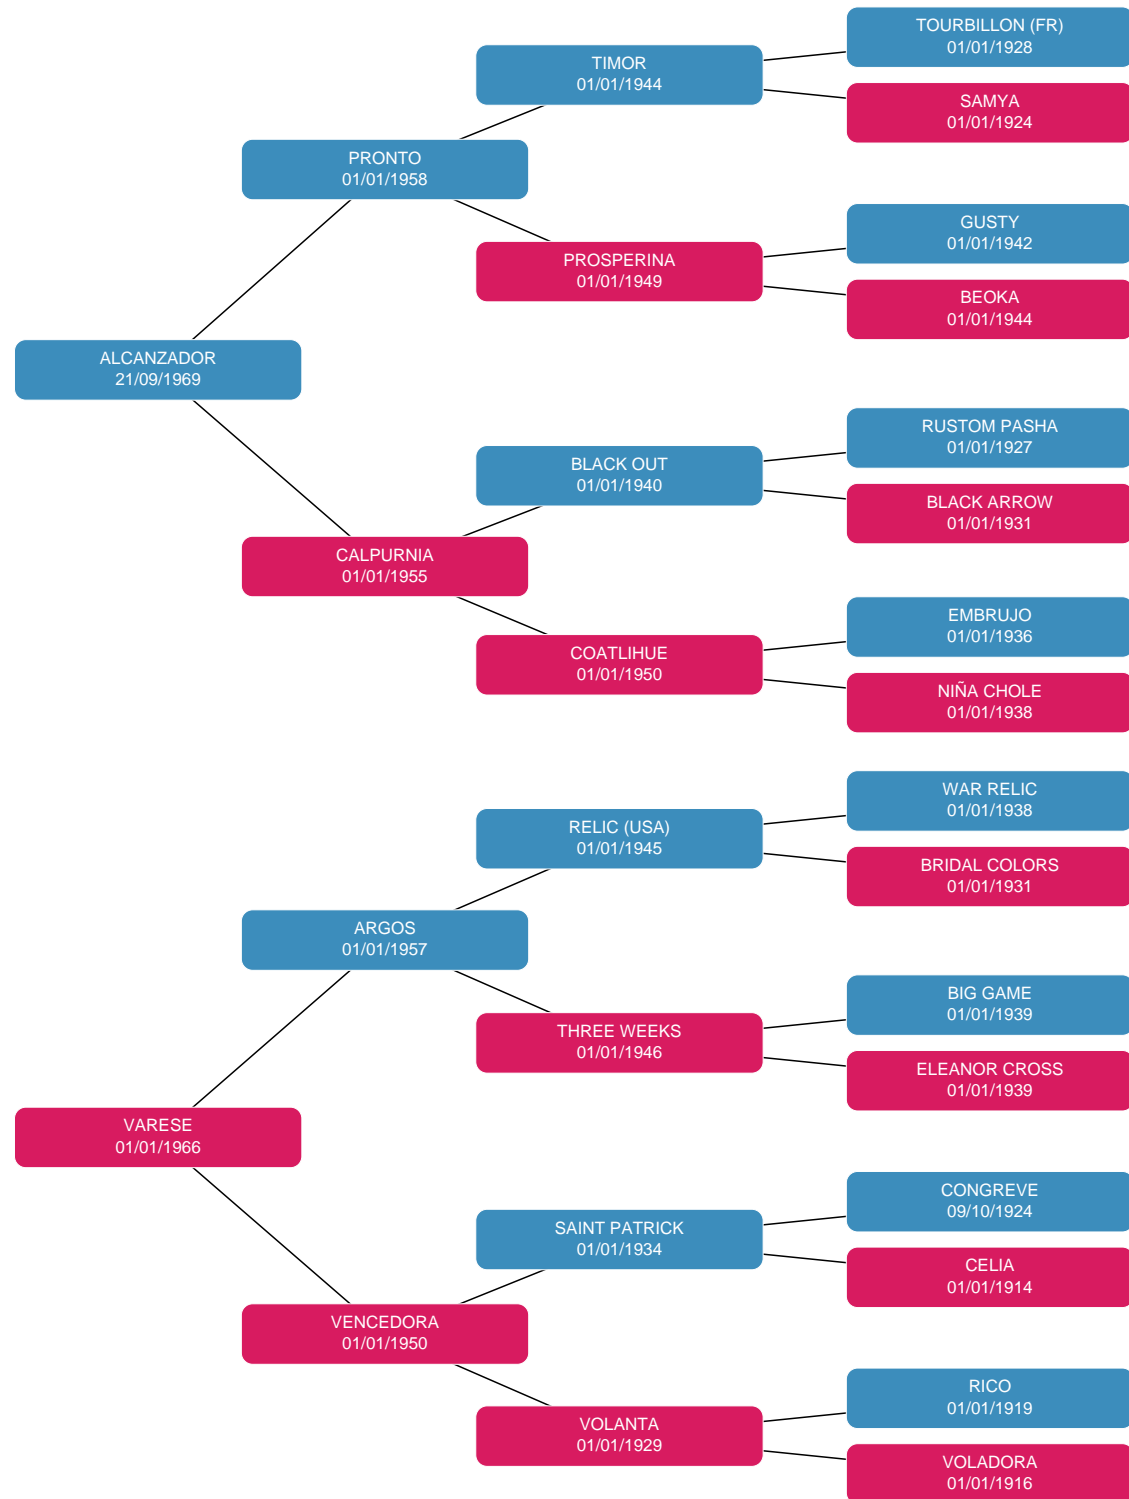 TOURBILLON (FR)
01/01/1928
TIMOR
01/01/1944
SAMYA
01/01/1924
PRONTO
01/01/1958
GUSTY
01/01/1942
PROSPERINA
01/01/1949
BEOKA
01/01/1944
ALCANZADOR
21/09/1969
RUSTOM PASHA
01/01/1927
BLACK OUT
01/01/1940
BLACK ARROW
01/01/1931
CALPURNIA
01/01/1955
EMBRUJO
01/01/1936
COATLIHUE
01/01/1950
NIÑA CHOLE
01/01/1938
WAR RELIC
01/01/1938
RELIC (USA)
01/01/1945
BRIDAL COLORS
01/01/1931
ARGOS
01/01/1957
BIG GAME
01/01/1939
THREE WEEKS
01/01/1946
ELEANOR CROSS
01/01/1939
VARESE
01/01/1966
CONGREVE
09/10/1924
SAINT PATRICK
01/01/1934
CELIA
01/01/1914
VENCEDORA
01/01/1950
RICO
01/01/1919
VOLANTA
01/01/1929
VOLADORA
01/01/1916